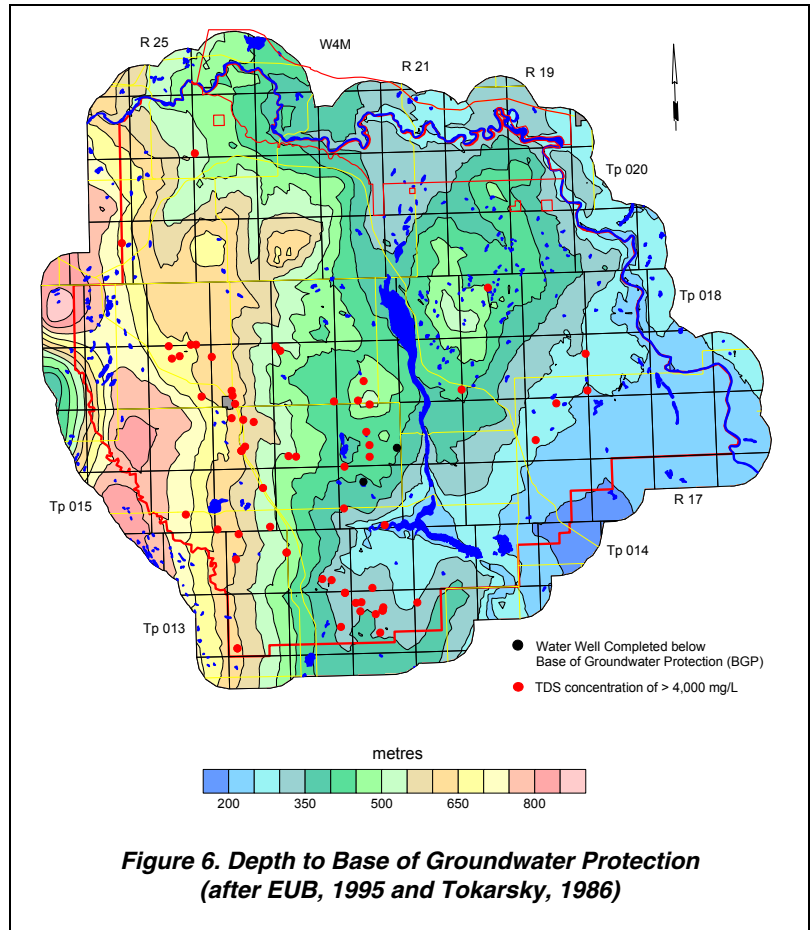 R 25
W4M
R 21
R 19
Tp 020
Tp 018
Tp 015
R 17
Tp 014
Tp 013
Water Well Completed below
Base of Groundwater Protection (BGP)
TDS concentration of > 4,000 mg/L
metres
200 350 500 650 800
Figure 6. Depth to Base of Groundwater Protection
(after EUB, 1995 and Tokarsky, 1986)